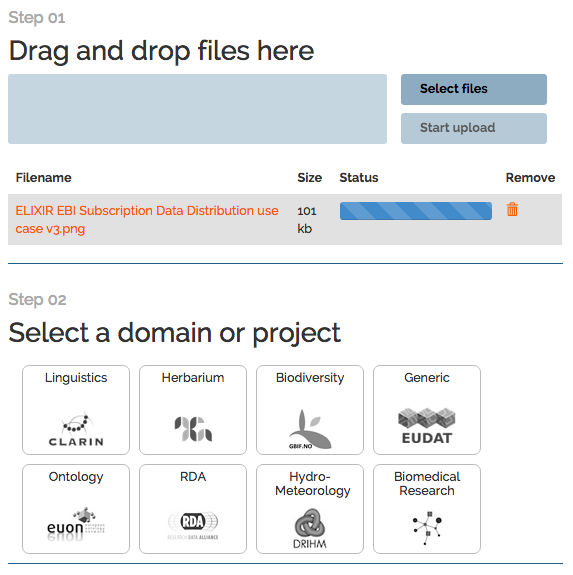 Step 01
Drag and drop files here
Select files
Start upload
Filename Size Status Remove
ELIXIR EBI Subscription Data Distribution use
case v3.png
101
kb
Step 02
Select a domain or project
Linguistics
CLARIN
Herbarium
Biodiversity
GBIF.NO
Generic
EUDAT
Ontology
euon
RDA
RDA
RESEARCH DATA ALLIANCE
Hydro-
Meteorology
DRIHM
Biomedical
Research